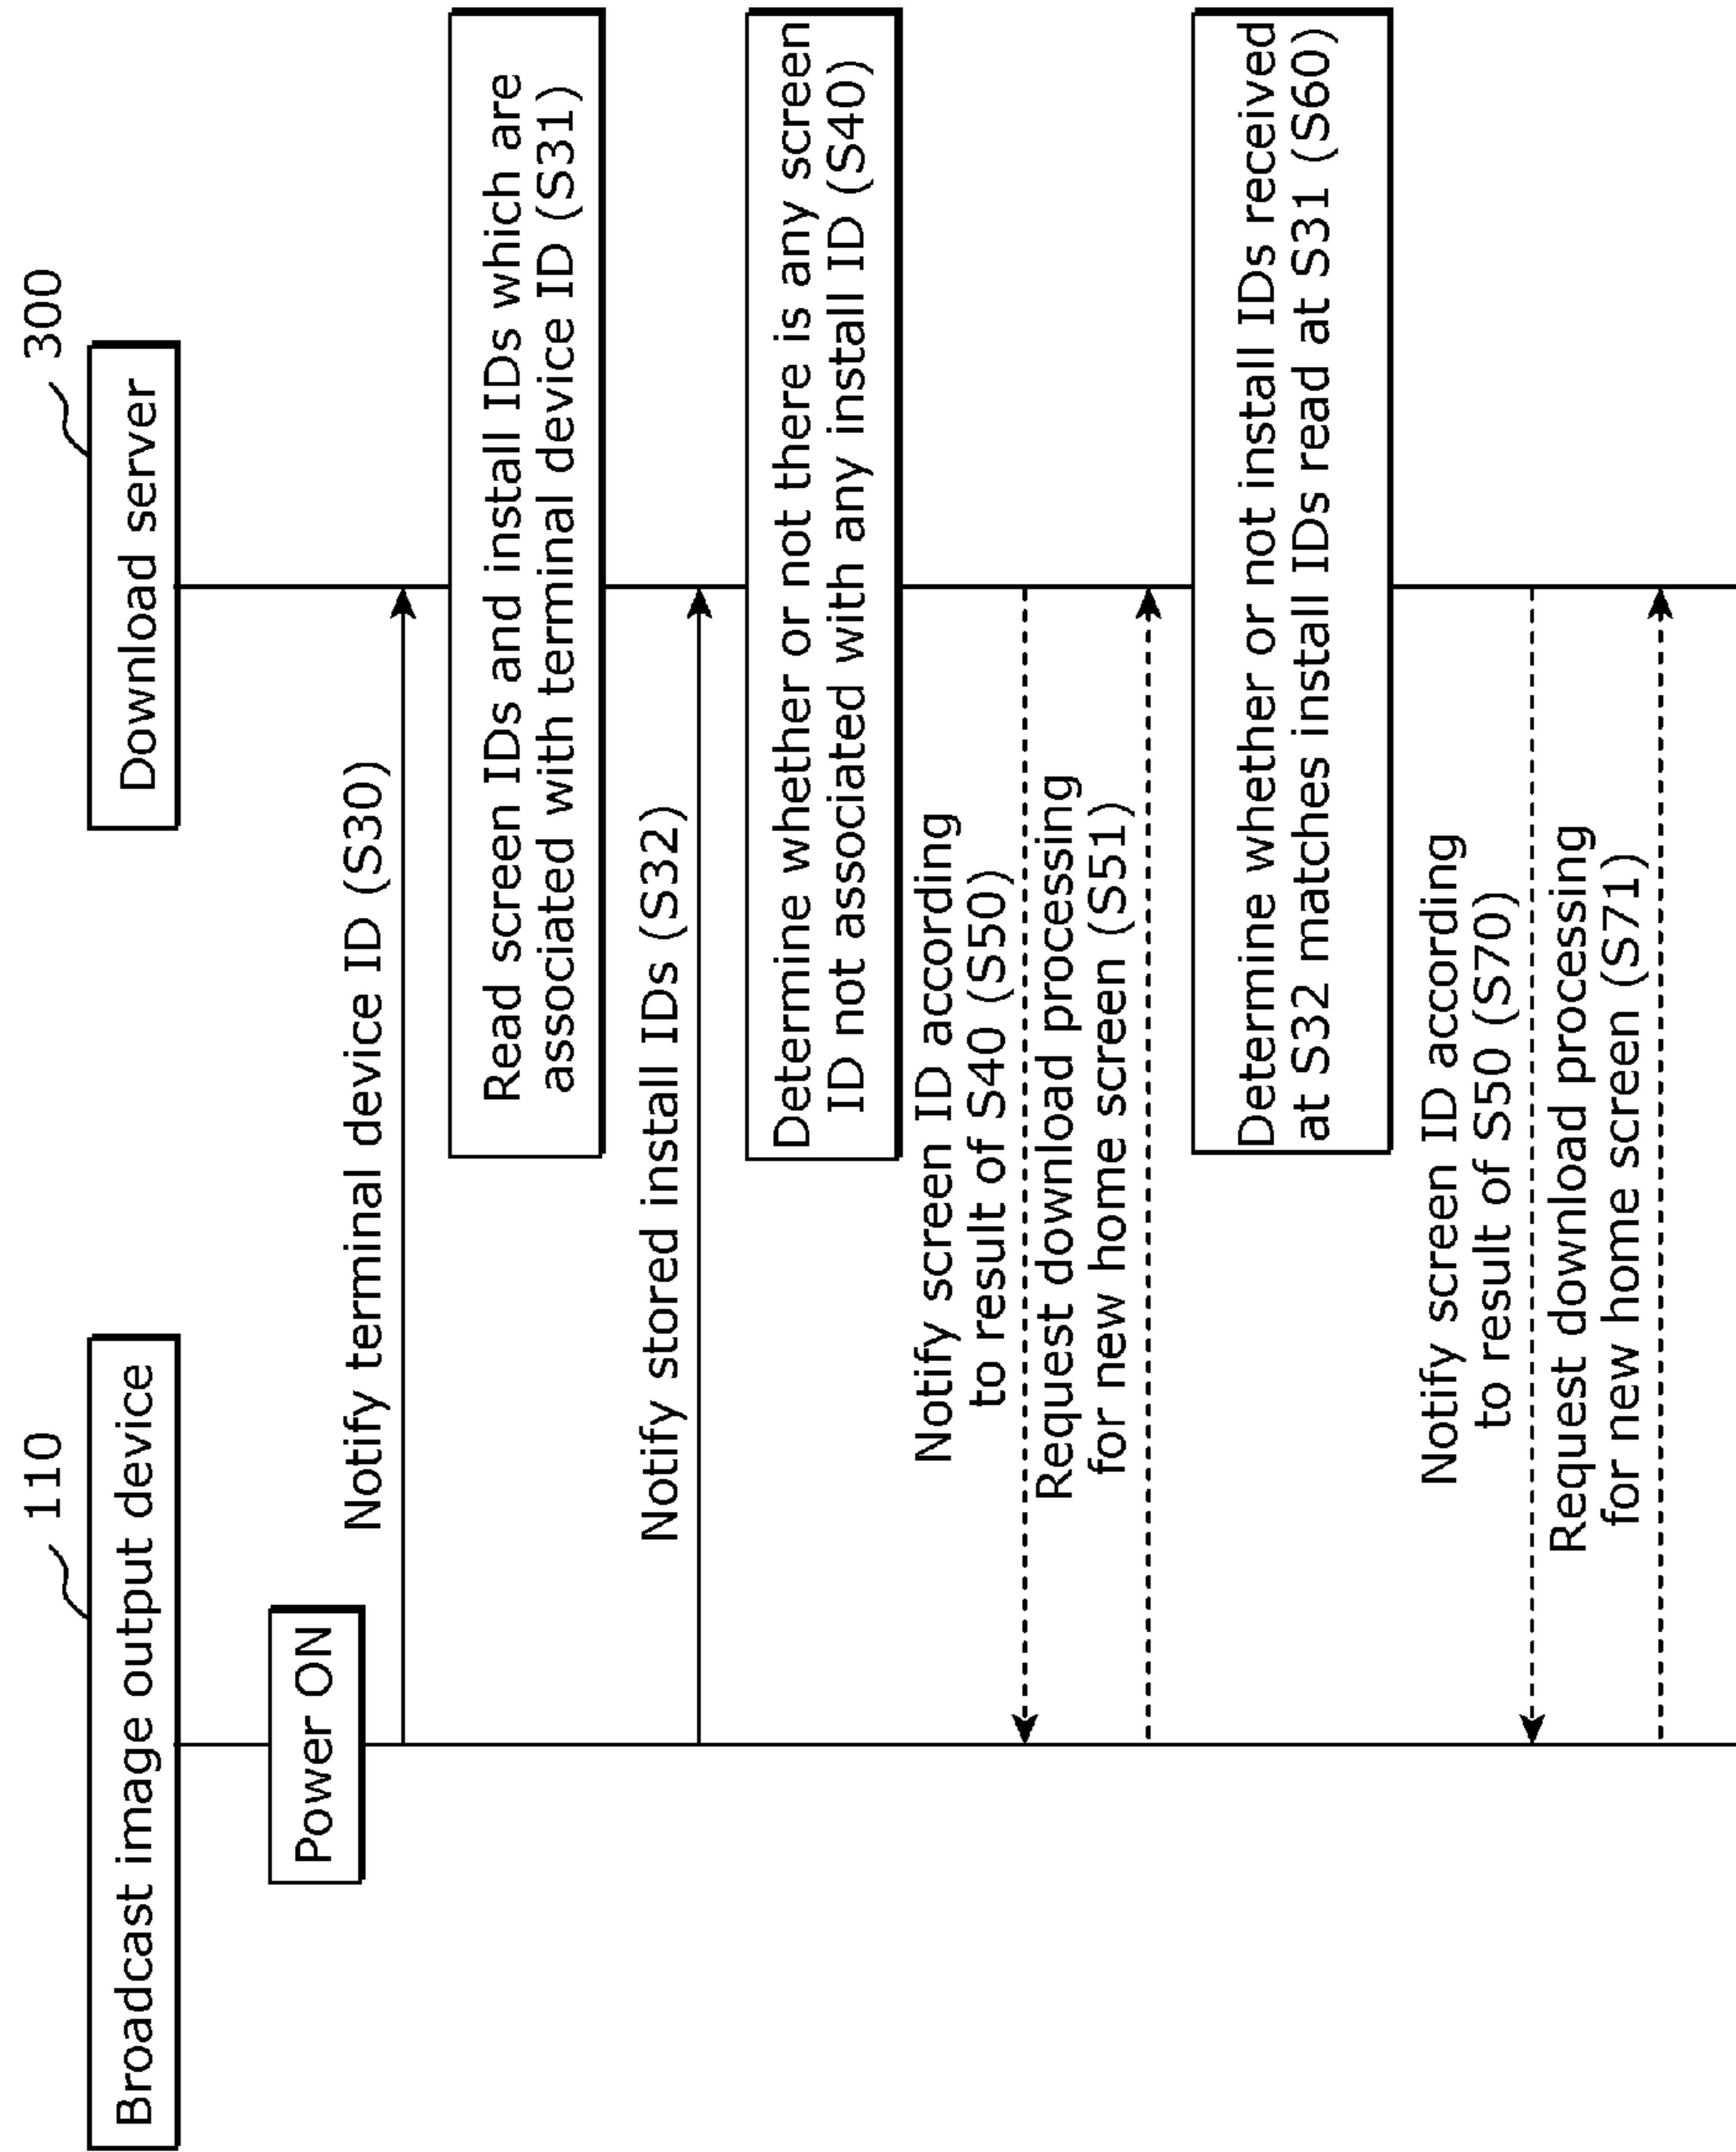 110
300
Broadcast image output device
Download server
Power ON
Notify terminal device ID (S30)
Read screen IDs and install IDs which are
associated with terminal device ID (S31)
Notify stored install IDs (S32)
Determine whether or not there is any screen
ID not associated with any install ID (S40)
Notify screen ID according
to result of S40 (S50)
Request download processing
for new home screen (S51)
Determine whether or not install IDs received
at S32 matches install IDs read at S31 (S60)
Notify screen ID according
to result of S50 (S70)
Request download processing
for new home screen (S71)